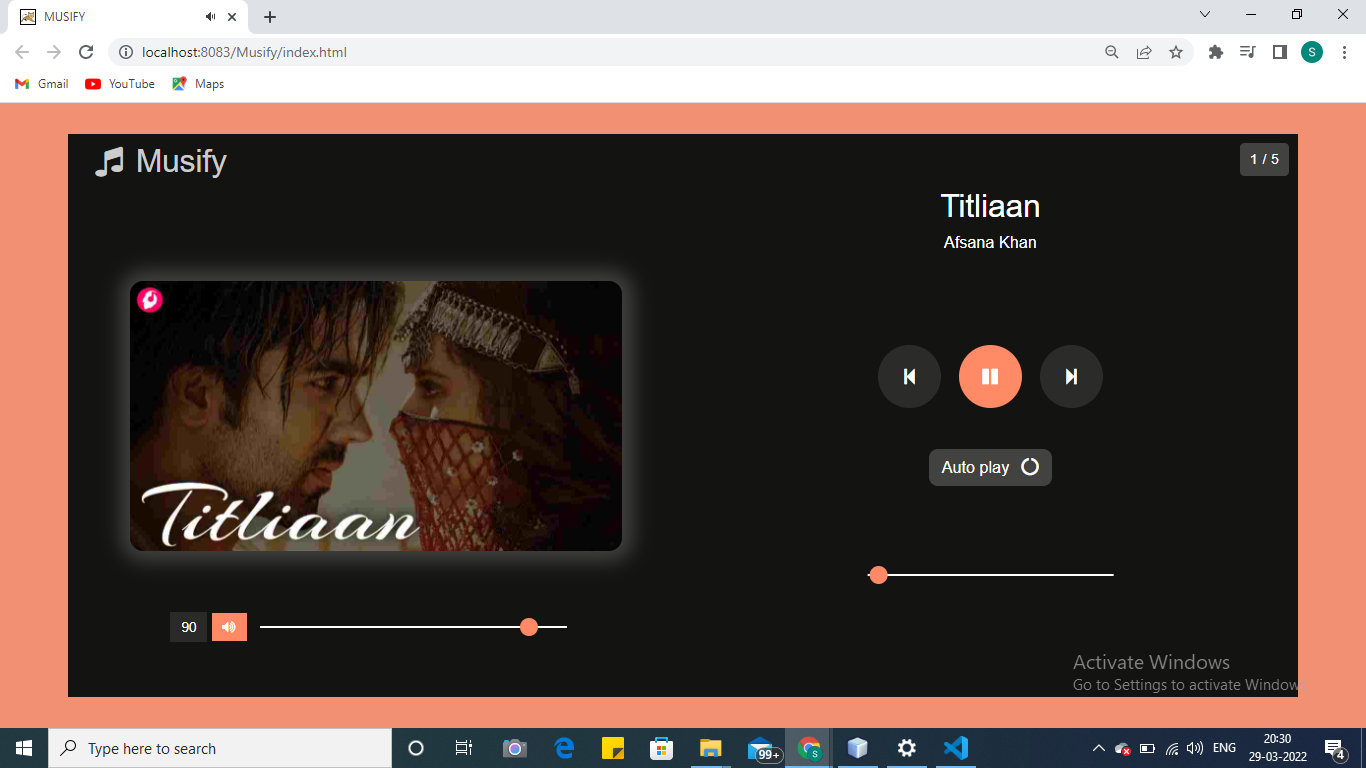 MUSIFY
localhost:8083/Musify/index.html
S
Gmail
YouTube
Maps
Musify
1 / 5
Titliaan
Afsana Khan
Titliaan
Auto play
90
Activate Windows
Go to Settings to activate Windows
Type here to search
99+
S
ENG
20:30
29-03-2022
4